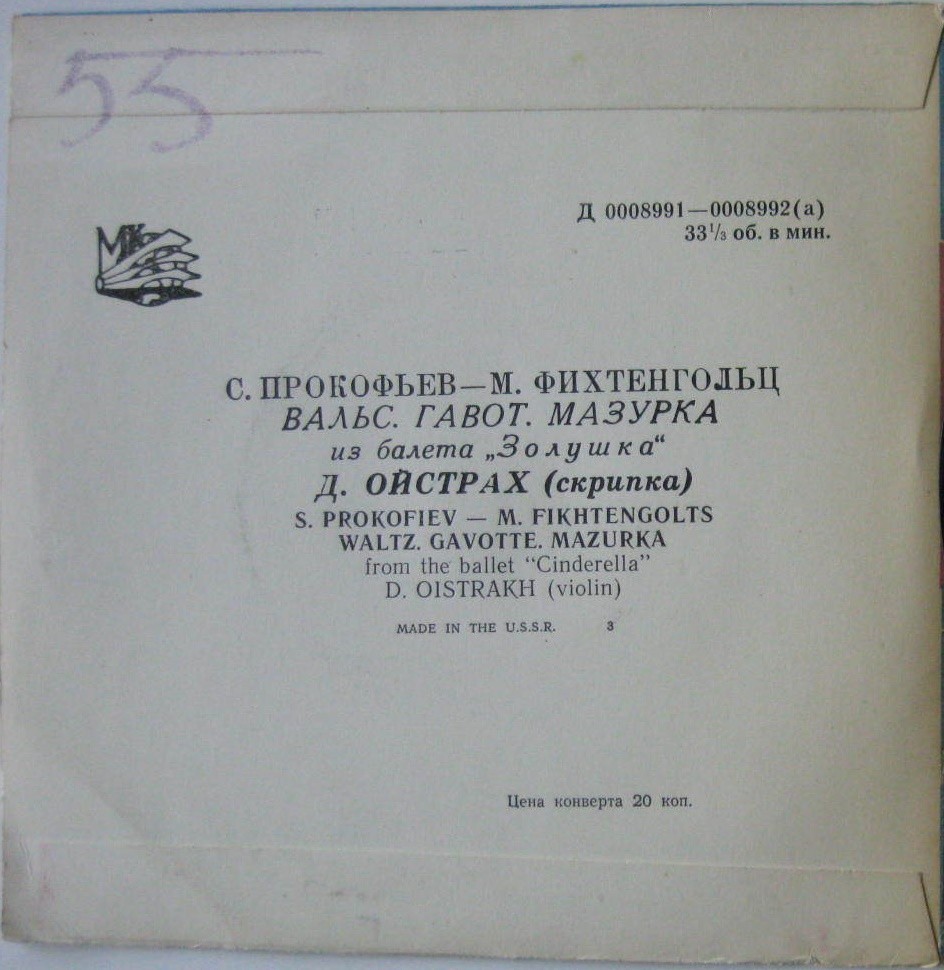 55
МК
Д 0008991—0008992(а)
33⅓ об. в мин.
С. ПРОКОФЬЕВ—М. ФИХТЕНГОЛЬЦ
ВАЛЬС. ГАВОТ. МАЗУРКА
из балета „Золушка“
Д. ОЙСТРАХ (скрипка)
S. PROKOFIEV — M. FIKHTENGOLTS
WALTZ. GAVOTTE. MAZURKA
from the ballet “Cinderella”
D. OISTRAKH (violin)
MADE IN THE U.S.S.R. 3
Цена конверта 20 коп.